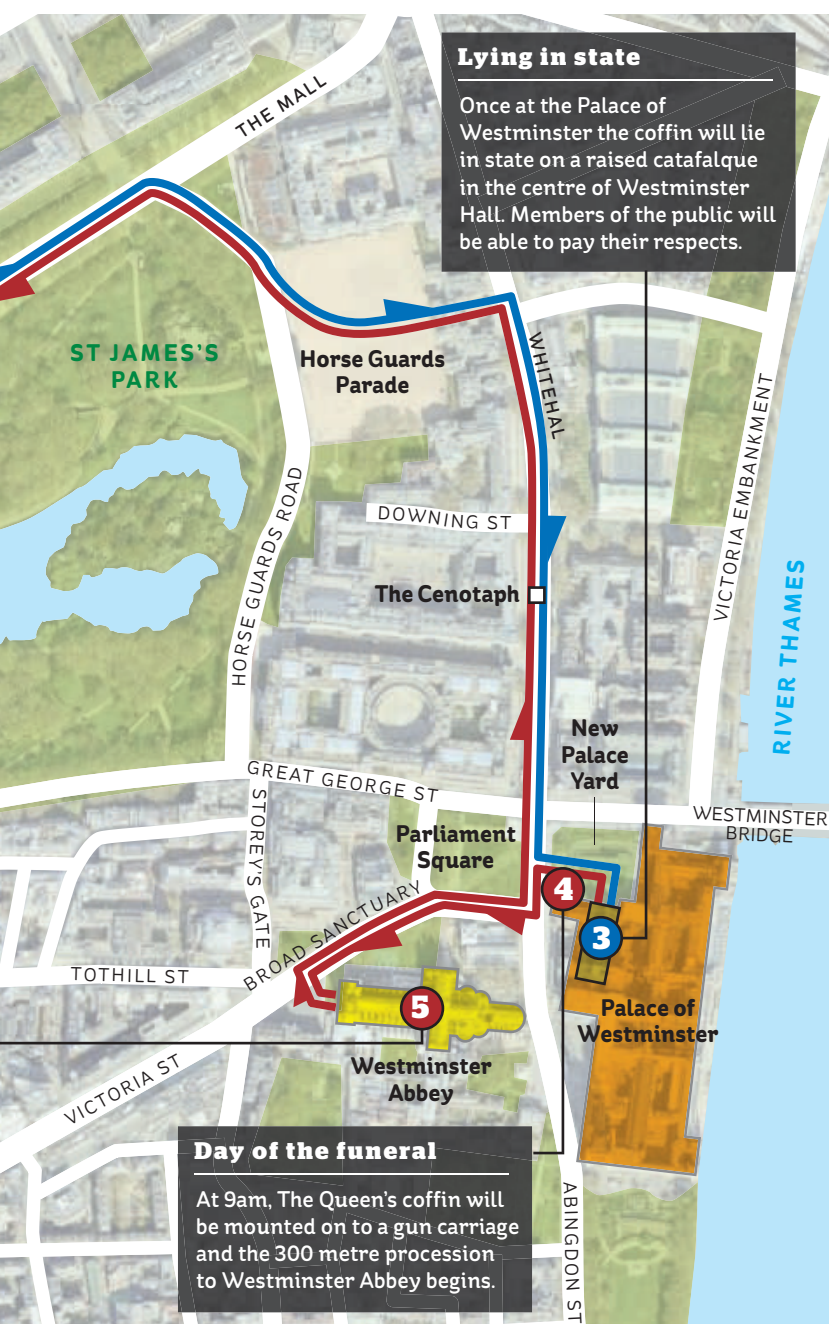 Lying in state
Once at the Palace of
Westminster the coffin will lie
in state on a raised catafalque
in the centre of Westminster
Hall. Members of the public will
be able to pay their respects.
THE MALL
ST JAMES'S
PARK
Horse Guards
Parade
WHITEHAL
VICTORIA EMBANKMENT
HORSE GUARDS ROAD
DOWNING ST
The Cenotaph
RIVER THAMES
New
Palace
Yard
GREAT GEORGE ST
STOREY'S GATE
WESTMINSTER
BRIDGE
Parliament
Square
4
BROAD SANCTUARY
3
TOTHILL ST
5
Palace of
Westminster
Westminster
Abbey
VICTORIA ST
Day of the funeral
At 9am, The Queen's coffin will
be mounted on to a gun carriage
and the 300 metre procession
to Westminster Abbey begins.
ABINGDON ST